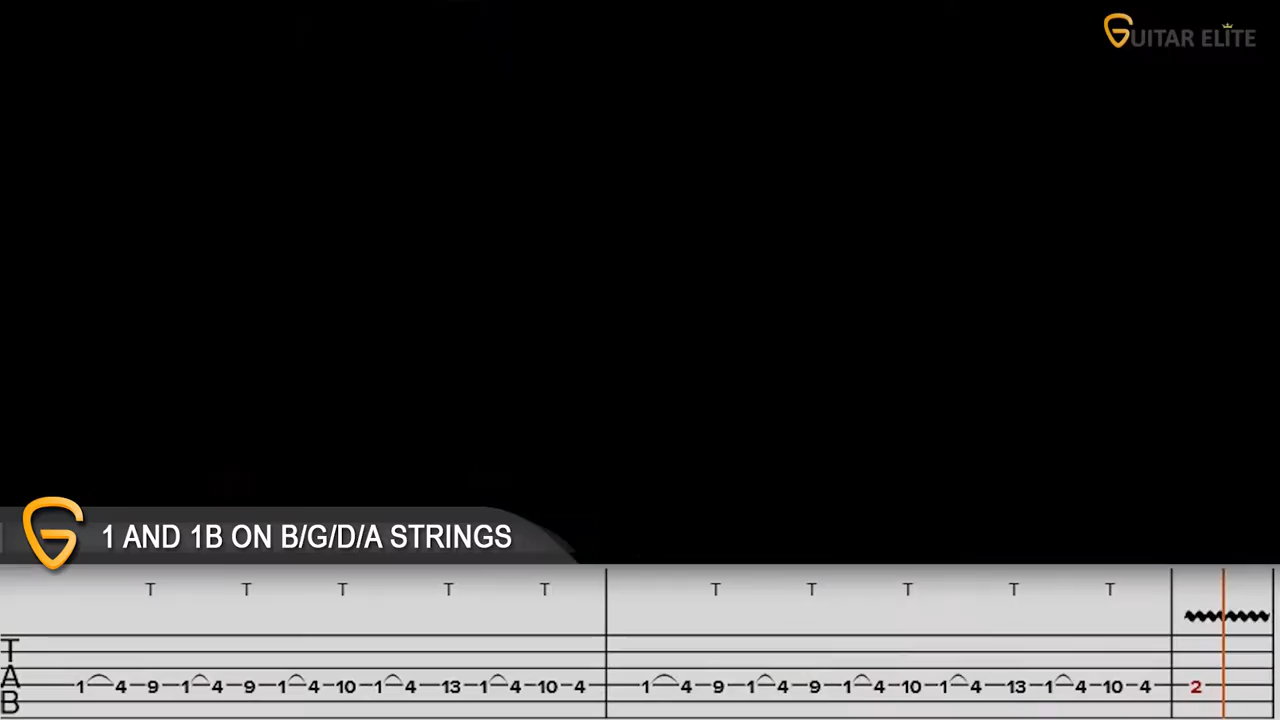 GUITAR ELITE
1 AND 1B ON B/G/D/A STRINGS
T T T T T T T T T T
T
A
B
1 4 9 1 4 9 1 4 10 1 4 13 1 4 10 4 1 4 9 1 4 9 1 4 10 1 4 13 1 4 10 4 2